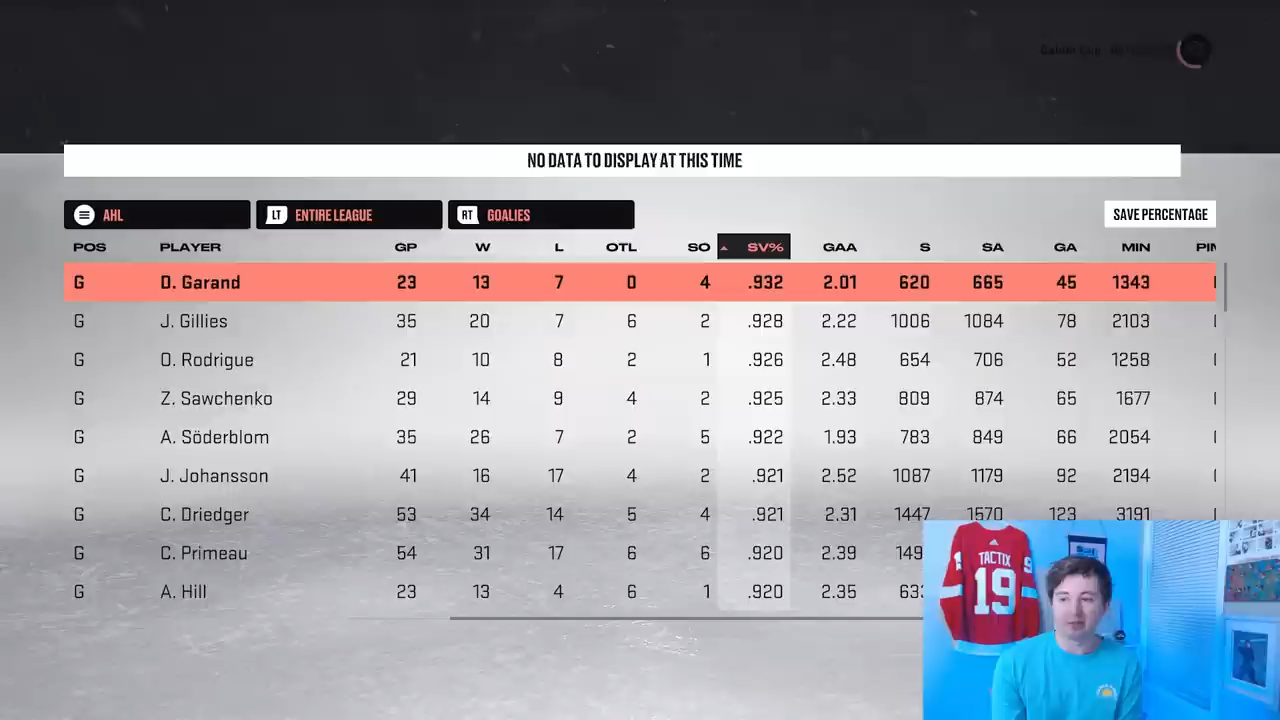 NO DATA TO DISPLAY AT THIS TIME
AHL LT ENTIRE LEAGUE RT GOALIES SAVE PERCENTAGE
POS PLAYER GP W L OTL SO SV% GAA S SA GA MIN
G D. Garand 23 13 7 0 4 .932 2.01 620 665 45 1343
G J. Gillies 35 20 7 6 2 .928 2.22 1006 1084 78 2103
G O. Rodrigue 21 10 8 2 1 .926 2.48 654 706 52 1258
G Z. Sawchenko 29 14 9 4 2 .925 2.33 809 874 65 1677
G A. Söderblom 35 26 7 2 5 .922 1.93 783 849 66 2054
G J. Johansson 41 16 17 4 2 .921 2.52 1087 1179 92 2194
G C. Driedger 53 34 14 5 4 .921 2.31 1447 1570 123 3191
G C. Primeau 54 31 17 6 6 .920 2.39 149
G A. Hill 23 13 4 6 1 .920 2.35
TACTIX
19